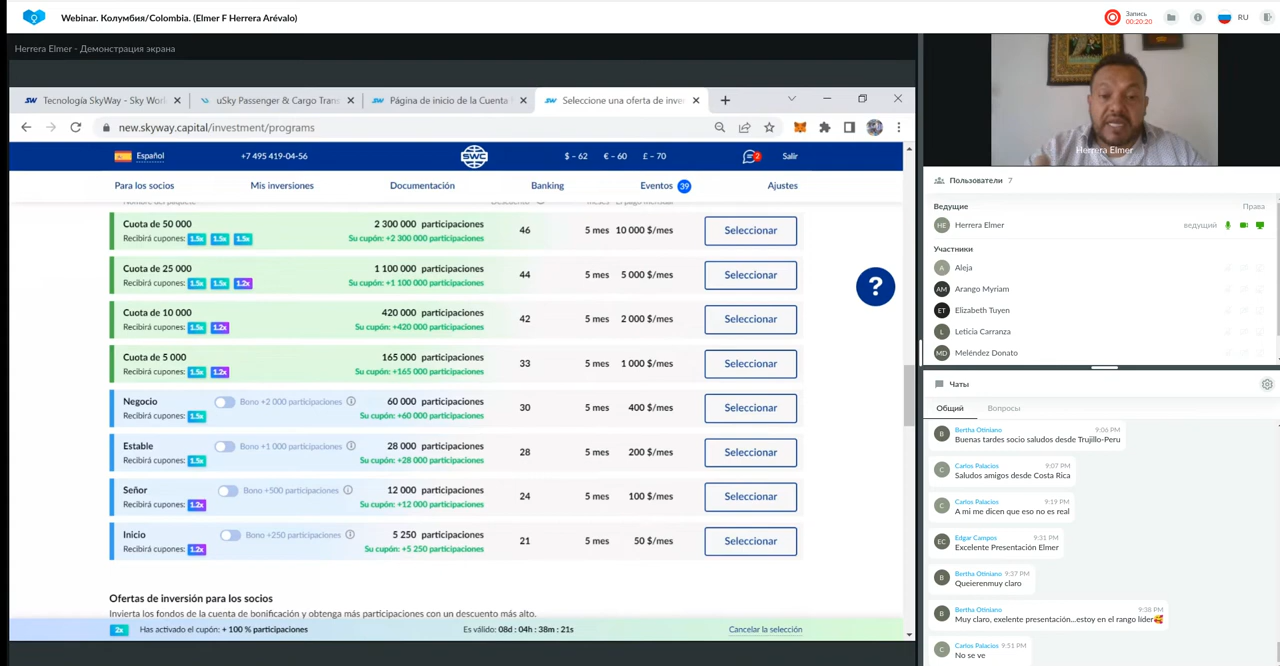 Webinar. Колумбия/Colombia. (Elmer F Herrera Arévalo)
Запись
00:20:20
RU
Herrera Elmer - Демонстрация экрана
Tecnología SkyWay - Sky Worl
uSky Passenger & Cargo Trans
Página de inicio de la Cuenta
Seleccione una oferta de inver
new.skyway.capital/investment/programs
Español
+7 495 419-04-56
SWC
$ – 62
€ – 60
£ – 70
2
Salir
Para los socios
Mis inversiones
Documentación
Banking
Eventos 39
Ajustes
Nombre del paquete
Descuento
meses
El pago mensual
Cuota de 50 000
2 300 000 participaciones
46
5 mes
10 000 $/mes
Seleccionar
Recibirá cupones: 1.5x 1.5x 1.5x
Su cupón: +2 300 000 participaciones
Cuota de 25 000
1 100 000 participaciones
44
5 mes
5 000 $/mes
Seleccionar
Recibirá cupones: 1.5x 1.5x 1.2x
Su cupón: +1 100 000 participaciones
Cuota de 10 000
420 000 participaciones
42
5 mes
2 000 $/mes
Seleccionar
Recibirá cupones: 1.5x 1.2x
Su cupón: +420 000 participaciones
Cuota de 5 000
165 000 participaciones
33
5 mes
1 000 $/mes
Seleccionar
Recibirá cupones: 1.5x 1.2x
Su cupón: +165 000 participaciones
Negocio
Bono +2 000 participaciones
60 000 participaciones
30
5 mes
400 $/mes
Seleccionar
Recibirá cupones: 1.5x
Su cupón: +60 000 participaciones
Estable
Bono +1 000 participaciones
28 000 participaciones
28
5 mes
200 $/mes
Seleccionar
Recibirá cupones: 1.5x
Su cupón: +28 000 participaciones
Señor
Bono +500 participaciones
12 000 participaciones
24
5 mes
100 $/mes
Seleccionar
Recibirá cupones: 1.2x
Su cupón: +12 000 participaciones
Inicio
Bono +250 participaciones
5 250 participaciones
21
5 mes
50 $/mes
Seleccionar
Recibirá cupones: 1.2x
Su cupón: +5 250 participaciones
?
Ofertas de inversión para los socios
Invierta los fondos de la cuenta de bonificación y obtenga más participaciones con un descuento más alto.
2x Has activado el cupón: + 100 % participaciones
Es válido: 08d : 04h : 38m : 21s
Cancelar la selección
Herrera Elmer
Пользователи 7
Ведущие
Права
HE Herrera Elmer
ведущий
Участники
A Aleja
AM Arango Myriam
ET Elizabeth Tuyen
L Leticia Carranza
MD Meléndez Donato
Чаты
Общий
Вопросы
B Bertha Otiniano 9:06 PM
Buenas tardes socio saludos desde Trujillo-Peru
C Carlos Palacios 9:07 PM
Saludos amigos desde Costa Rica
C Carlos Palacios 9:19 PM
A mi me dicen que eso no es real
EC Edgar Campos 9:31 PM
Excelente Presentación Elmer
B Bertha Otiniano 9:37 PM
Queierenmuy claro
B Bertha Otiniano 9:38 PM
Muy claro, exelente presentación...estoy en el rango líder🥰
C Carlos Palacios 9:51 PM
No se ve